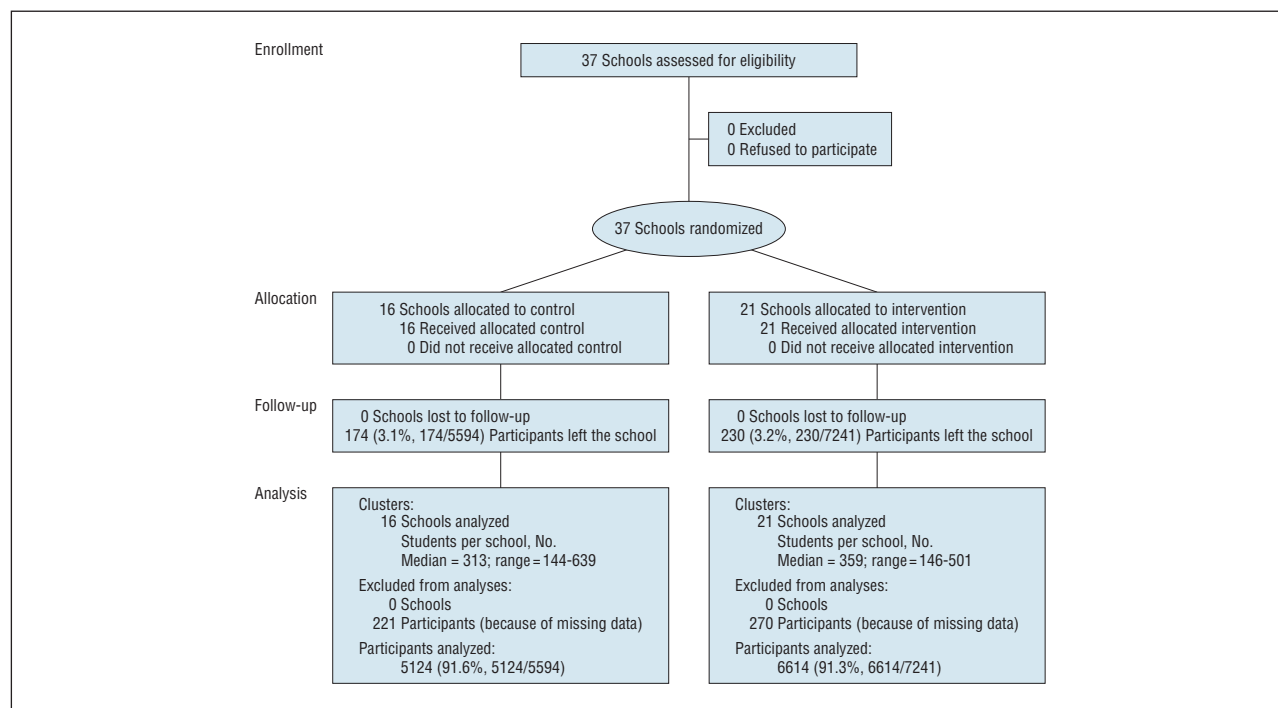 Enrollment
37 Schools assessed for eligibility
0 Excluded
0 Refused to participate
37 Schools randomized
Allocation
16 Schools allocated to control
16 Received allocated control
0 Did not receive allocated control
21 Schools allocated to intervention
21 Received allocated intervention
0 Did not receive allocated intervention
Follow-up
0 Schools lost to follow-up
174 (3.1%, 174/5594) Participants left the school
0 Schools lost to follow-up
230 (3.2%, 230/7241) Participants left the school
Analysis
Clusters:
16 Schools analyzed
Students per school, No.
Median = 313; range = 144-639
Excluded from analyses:
0 Schools
221 Participants (because of missing data)
Participants analyzed:
5124 (91.6%, 5124/5594)
Clusters:
21 Schools analyzed
Students per school, No.
Median = 359; range = 146-501
Excluded from analyses:
0 Schools
270 Participants (because of missing data)
Participants analyzed:
6614 (91.3%, 6614/7241)